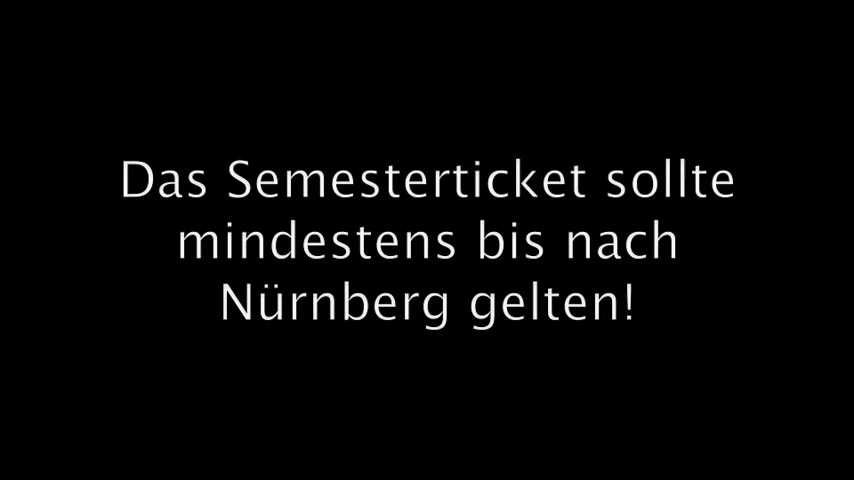 Das Semesterticket sollte
mindestens bis nach
Nürnberg gelten!